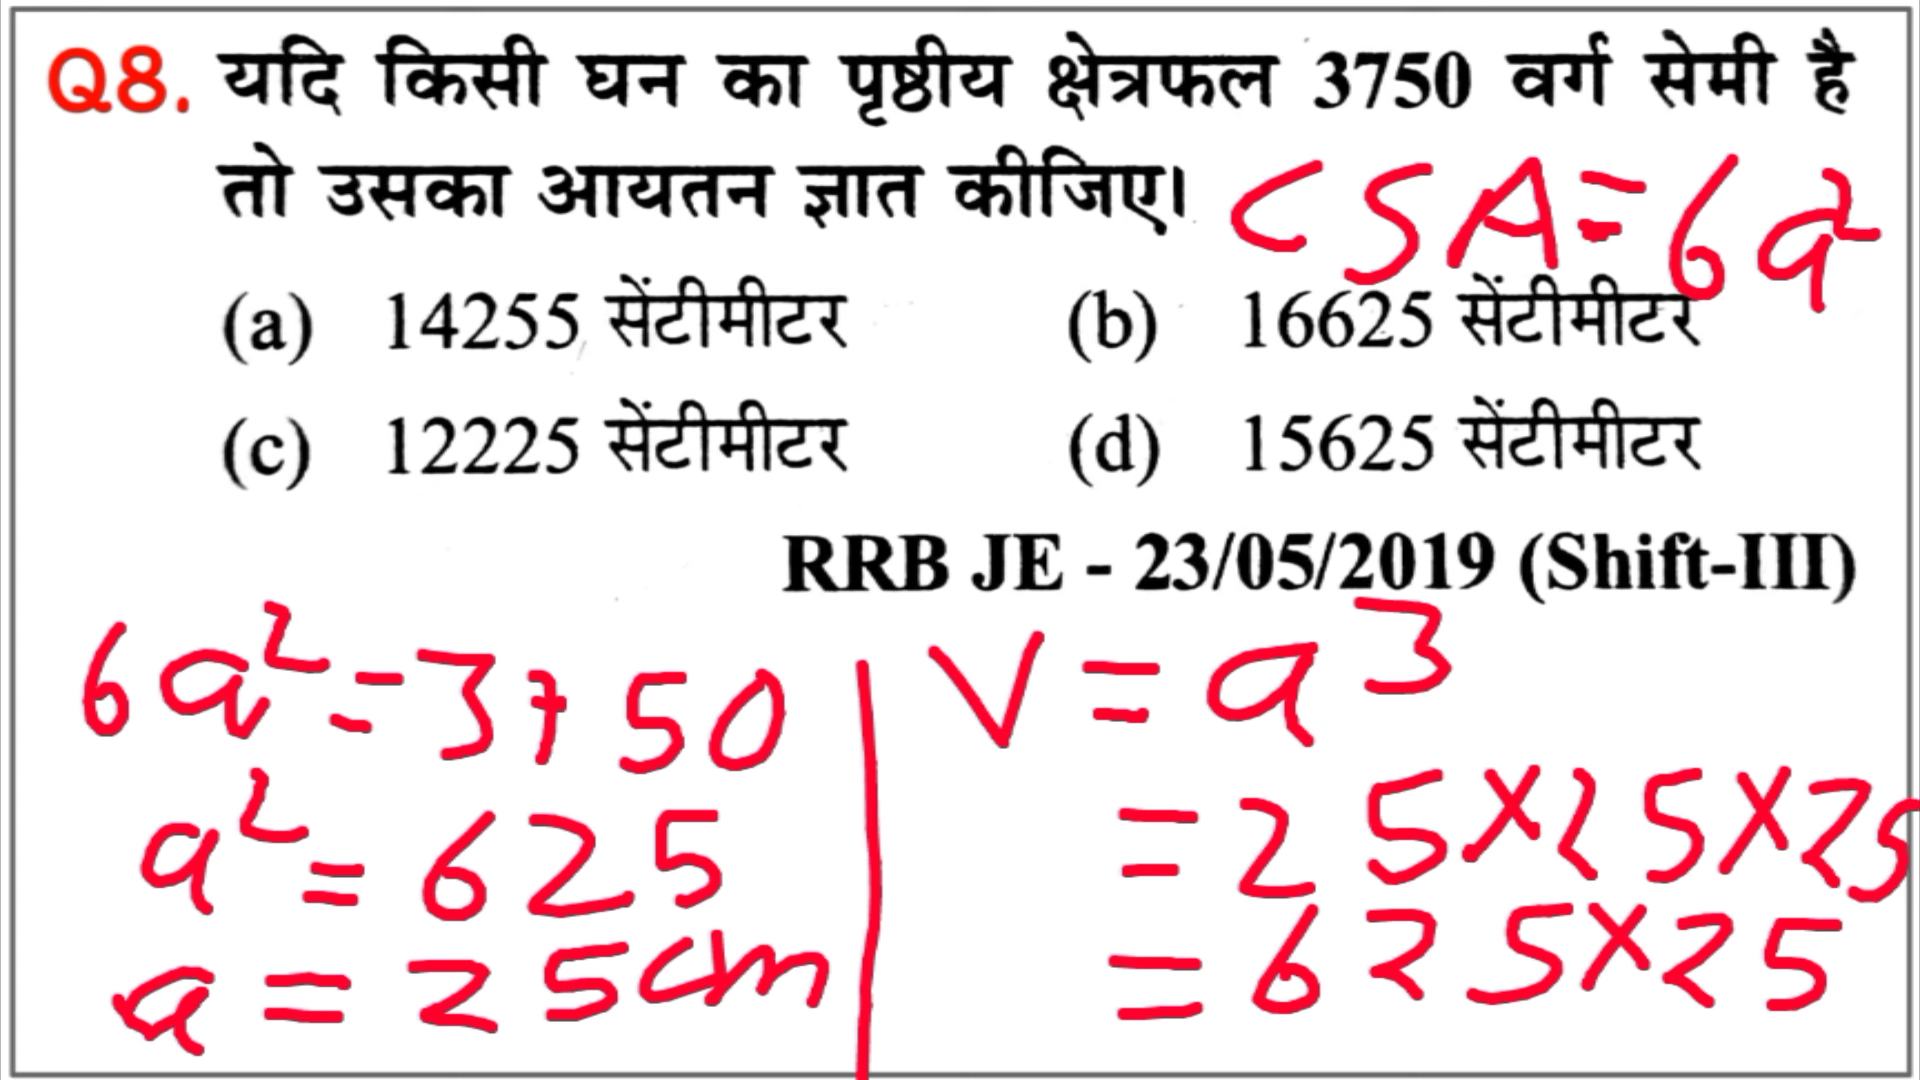 Q8. यदि किसी घन का पृष्ठीय क्षेत्रफल 3750 वर्ग सेमी है
तो उसका आयतन ज्ञात कीजिए।
CSA=6a²
(a) 14255 सेंटीमीटर (b) 16625 सेंटीमीटर
(c) 12225 सेंटीमीटर (d) 15625 सेंटीमीटर
RRB JE - 23/05/2019 (Shift-III)
6a²=3750
a²=625
a=25cm
V=a³
=25×25×25
=625×25